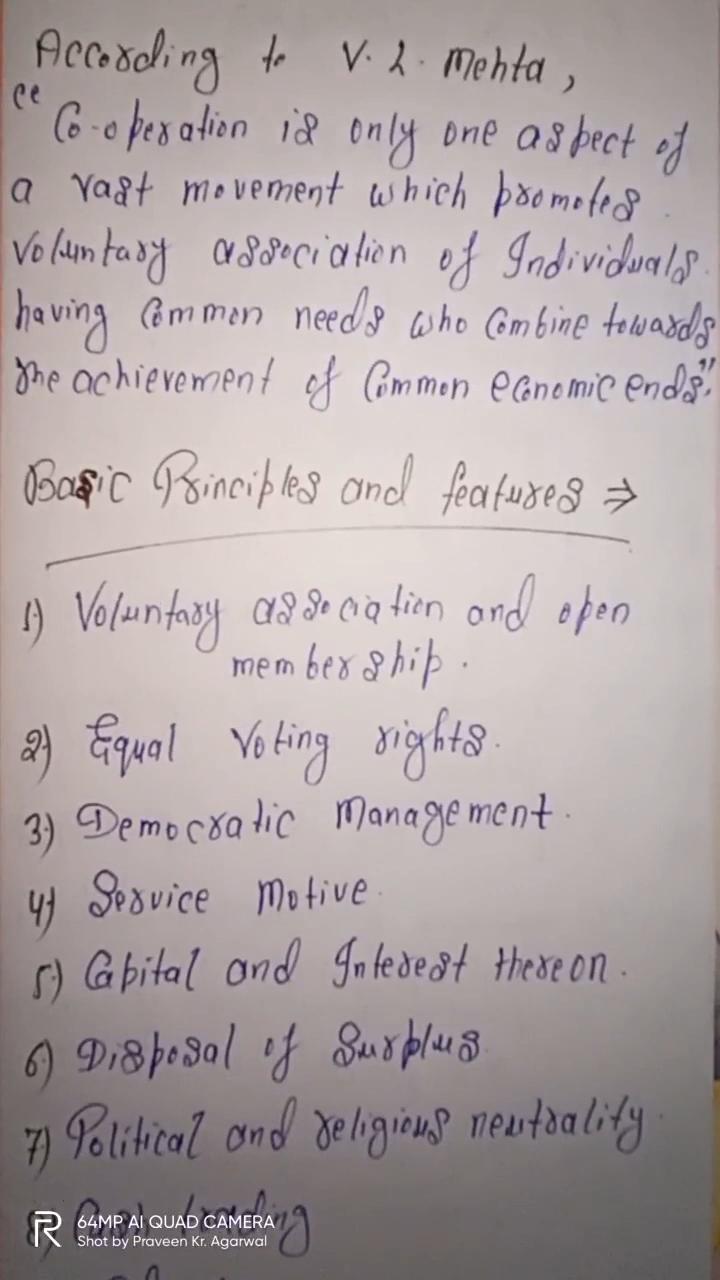 According to V. L. Mehta,
"Co-operation is only one aspect of
a vast movement which promotes
voluntary association of Individuals
having Common needs who Combine towards
the achievement of Common economic ends".
Basic Principles and features ⇒
1) Voluntary association and open
membership.
2) Equal Voting rights.
3) Democratic Management.
4) Service Motive.
5) Capital and Interest thereon.
6) Disposal of Surplus.
7) Political and religious neutrality.
8) Cash trading
64MP AI QUAD CAMERA
Shot by Praveen Kr. Agarwal